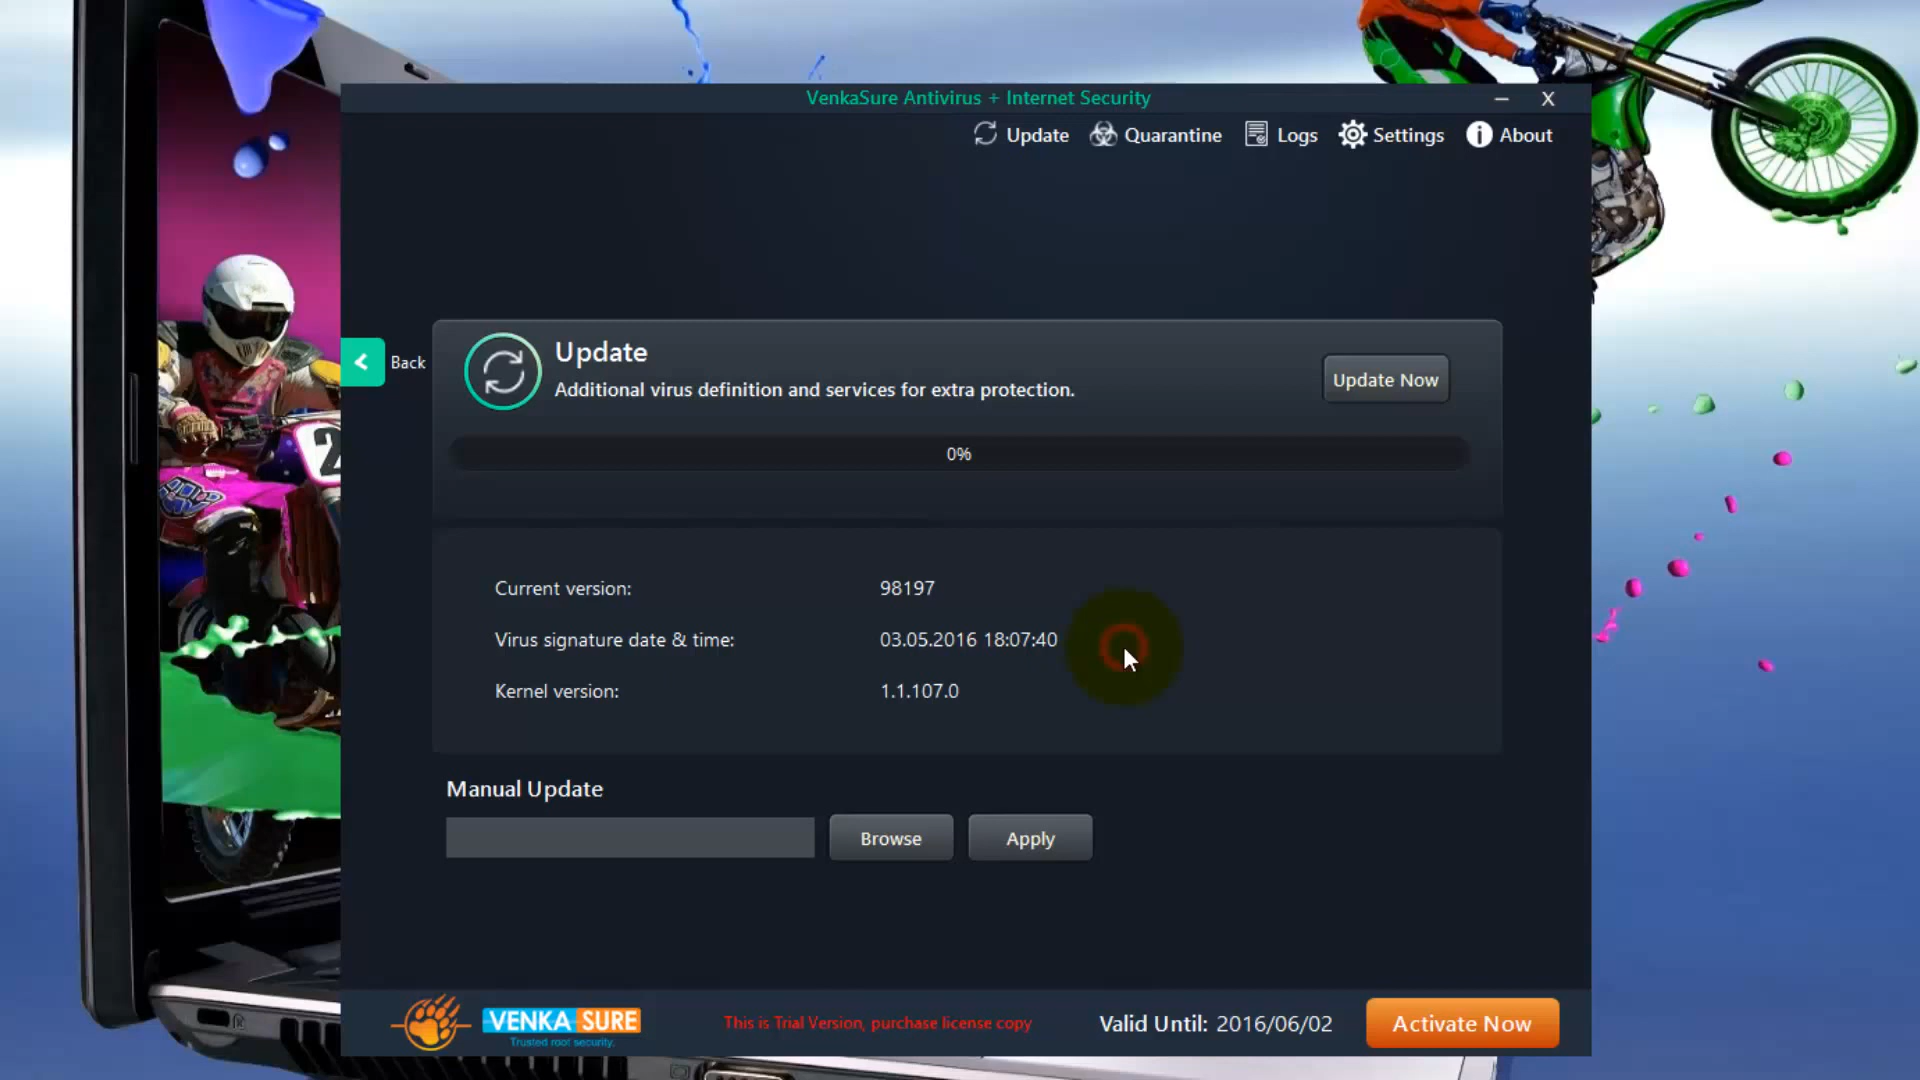 VenkaSure Antivirus + Internet Security
– X
Update Quarantine Logs Settings About
Back
Update
Additional virus definition and services for extra protection.
Update Now
0%
Current version: 98197
Virus signature date & time: 03.05.2016 18:07:40
Kernel version: 1.1.107.0
Manual Update
Browse Apply
VENKA SURE
Trusted root security.
This is Trial Version, purchase license copy
Valid Until: 2016/06/02
Activate Now
2